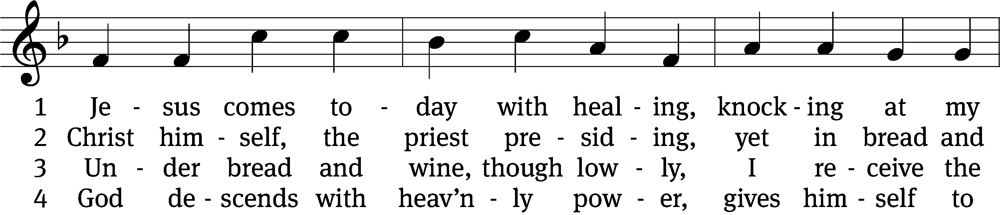 1 Je - sus comes to - day with heal - ing, knock - ing at my
2 Christ him - self, the priest pre - sid - ing, yet in bread and
3 Un - der bread and wine, though low - ly, I re - ceive the
4 God de - scends with heav’n - ly pow - er, gives him - self to